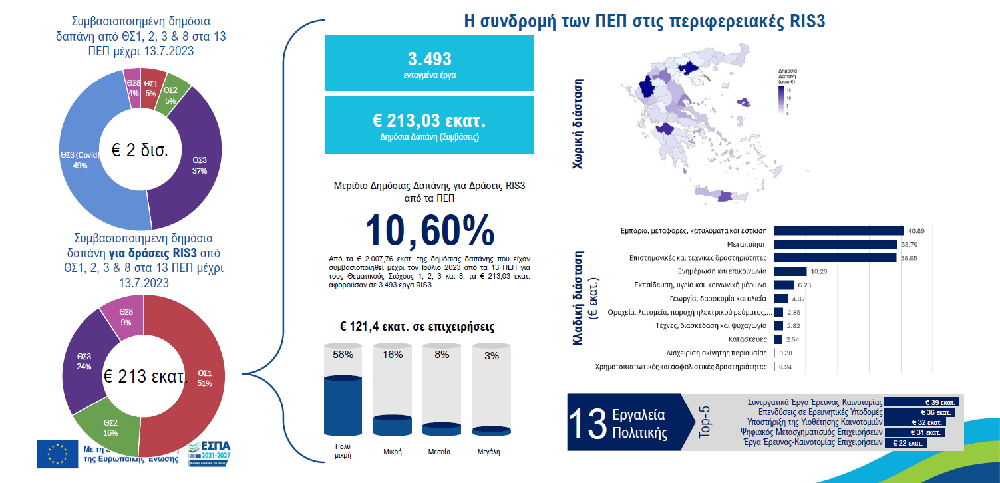 Η συνδρομή των ΠΕΠ στις περιφερειακές RIS3
Συμβασιοποιημένη δημόσια
δαπάνη από ΘΣ1, 2, 3 & 8 στα 13
ΠΕΠ μέχρι 13.7.2023
ΘΣ8
4%
ΘΣ1
5%
ΘΣ2
5%
ΘΣ3
37%
ΘΣ3 (Covid)
49%
€ 2 δισ.
Συμβασιοποιημένη δημόσια
δαπάνη για δράσεις RIS3 από
ΘΣ1, 2, 3 & 8 στα 13 ΠΕΠ μέχρι
13.7.2023
ΘΣ8
9%
ΘΣ3
24%
ΘΣ1
51%
ΘΣ2
16%
€ 213 εκατ.
Με τη
της Ευρωπαϊκής Ένωσης
ΕΣΠΑ
2021-2027
3.493
ενταγμένα έργα
€ 213,03 εκατ.
Δημόσια Δαπάνη (Συμβάσεις)
Μερίδιο Δημόσιας Δαπάνης για Δράσεις RIS3
από τα ΠΕΠ
10,60%
Από τα € 2.007,76 εκατ. της δημόσιας δαπάνης που είχαν
συμβασιοποιηθεί μέχρι τον Ιούλιο 2023 από τα 13 ΠΕΠ για
τους Θεματικούς Στόχους 1, 2, 3 και 8, τα € 213,03 εκατ.
αφορούσαν σε 3.493 έργα RIS3
€ 121,4 εκατ. σε επιχειρήσεις
58% 16% 8% 3%
Πολύ
μικρή
Μικρή Μεσαία Μεγάλη
Χωρική διάσταση
Δημόσια
Δαπάνη
(εκατ.€)
15
10
5
0
Κλαδική διάσταση
(€ εκατ.)
Εμπόριο, μεταφορές, καταλύματα και εστίαση 40.89
Μεταποίηση 38.70
Επιστημονικές και τεχνικές δραστηριότητες 38.65
Ενημέρωση και επικοινωνία 10.28
Εκπαίδευση, υγεία και κοινωνική μέριμνα 6.23
Γεωργία, δασοκομία και αλιεία 4.37
Ορυχεία, λατομεία, παροχή ηλεκτρικού ρεύματος,... 2.85
Τέχνες, διασκέδαση και ψυχαγωγία 2.82
Κατασκευές 2.54
Διαχείριση ακίνητης περιουσίας 0.30
Χρηματοπιστωτικές και ασφαλιστικές δραστηριότητες 0.24
13 Εργαλεία
Πολιτικής
Top-5
Συνεργατικά Έργα Έρευνας-Καινοτομίας € 39 εκατ.
Επενδύσεις σε Ερευνητικές Υποδομές € 36 εκατ.
Υποστήριξη της Υιοθέτησης Καινοτομιών € 32 εκατ.
Ψηφιακός Μετασχηματισμός Επιχειρήσεων € 31 εκατ.
Έργα Έρευνας-Καινοτομίας Επιχειρήσεων € 22 εκατ.